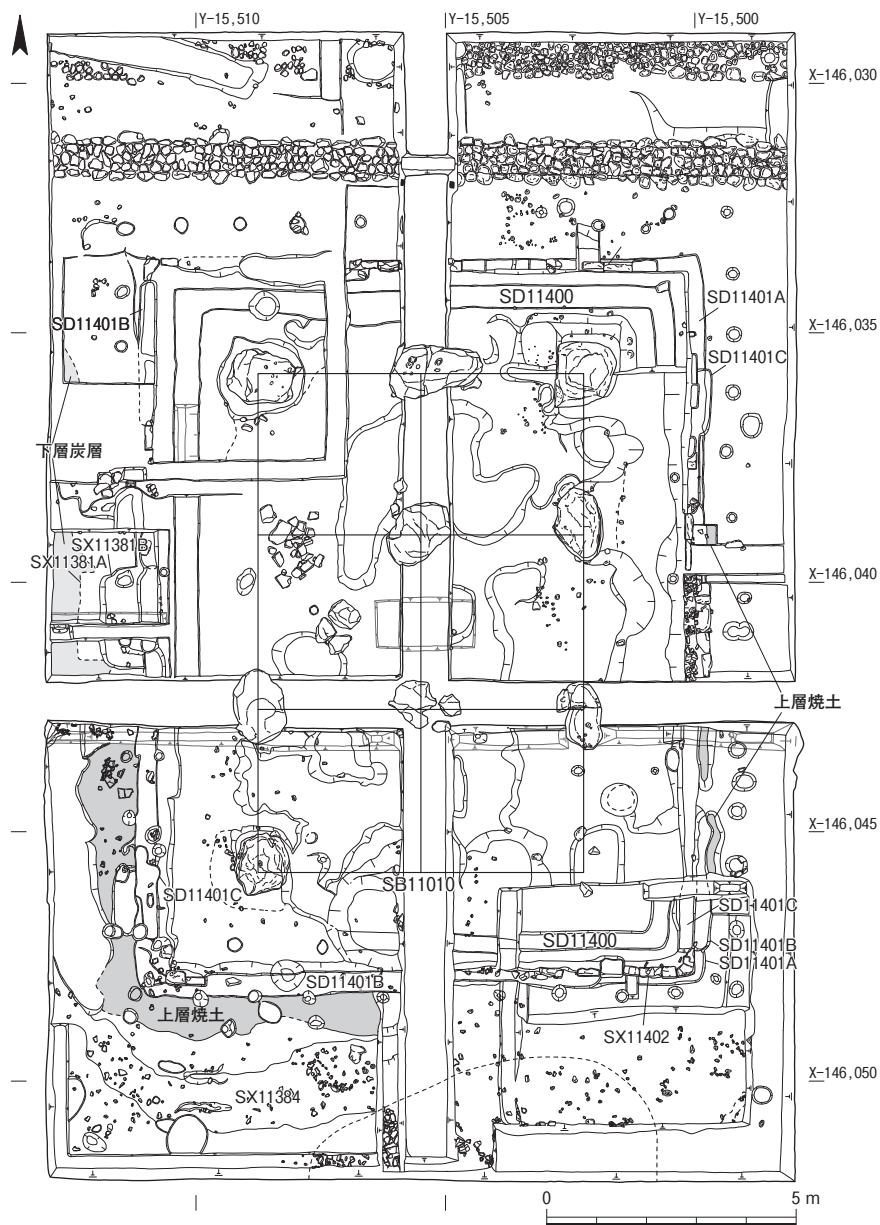 Y-15,510
Y-15,505
Y-15,500
X-146,030
SD11400
SD11401A
SD11401B
X-146,035
SD11401C
下層炭層
SX11381B
SX11381A
X-146,040
上層焼土
X-146,045
SB11010
SD11401C
SD11401C
SD11400
SD11401B
SD11401A
SD11401B
上層焼土
SX11402
X-146,050
SX11384
0
5 m